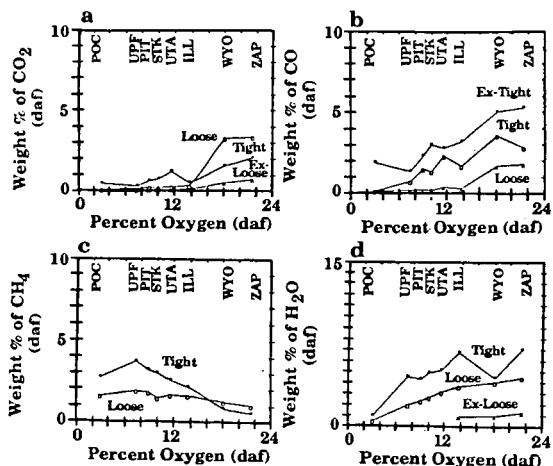 a
10
5
0
0
12
24
Weight % of CO2
(daf)
Percent Oxygen (daf)
POC
UPF
PIT
STK
UTA
ILL
WYO
ZAP
Loose
Tight
Ex-
Loose
b
10
5
0
0
12
24
Weight % of CO
(daf)
Percent Oxygen (daf)
POC
UPF
PIT
STK
UTA
ILL
WYO
ZAP
Ex-Tight
Tight
Loose
c
10
5
0
0
12
24
Weight % of CH4
(daf)
Percent Oxygen (daf)
POC
UPF
PIT
STK
UTA
ILL
WYO
ZAP
Tight
Loose
d
15
0
0
12
24
Weight % of H2O
(daf)
Percent Oxygen (daf)
POC
UPF
PIT
STK
UTA
ILL
WYO
ZAP
Tight
Loose
Ex-Loose